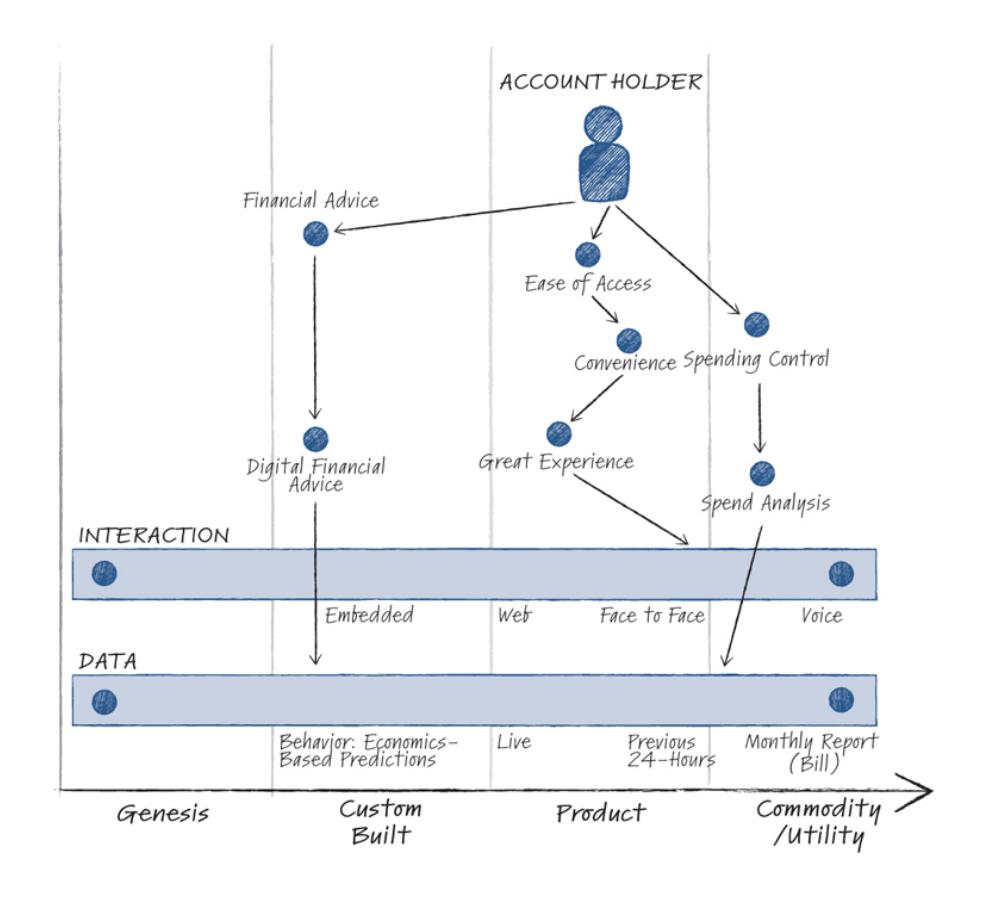 ACCOUNT HOLDER
Financial Advice
Ease of Access
Convenience
Spending Control
Great Experience
Digital Financial
Advice
Spend Analysis
INTERACTION
Embedded
Web
Face to Face
Voice
DATA
Behavior: Economics-
Based Predictions
Live
Previous
24-Hours
Monthly Report
(Bill)
Genesis
Custom
Built
Product
Commodity
/Utility